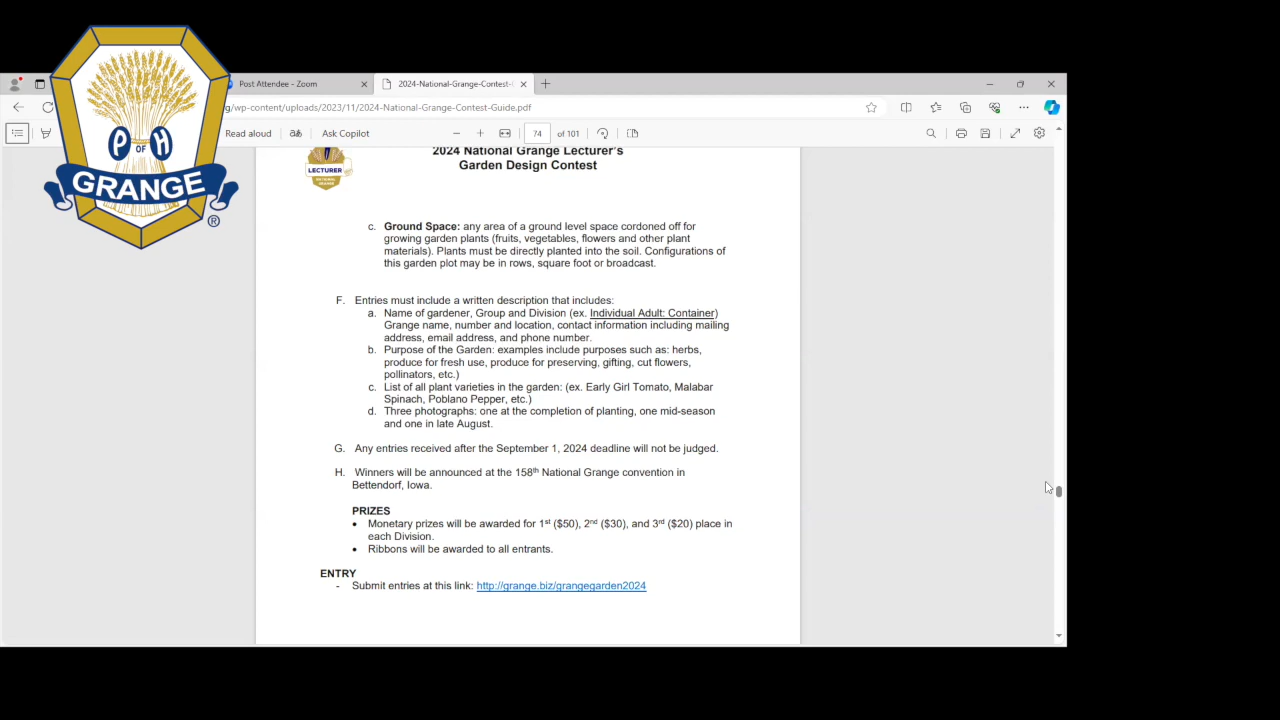 P OF H
GRANGE
®
Post Attendee - Zoom
2024-National-Grange-Contest-
g/wp-content/uploads/2023/11/2024-National-Grange-Contest-Guide.pdf
Read aloud
Ask Copilot
74 of 101
2024 National Grange Lecturer's
Garden Design Contest
LECTURER
c. Ground Space: any area of a ground level space cordoned off for
growing garden plants (fruits, vegetables, flowers and other plant
materials). Plants must be directly planted into the soil. Configurations of
this garden plot may be in rows, square foot or broadcast.
F. Entries must include a written description that includes:
a. Name of gardener, Group and Division (ex. Individual Adult: Container)
Grange name, number and location, contact information including mailing
address, email address, and phone number.
b. Purpose of the Garden: examples include purposes such as: herbs,
produce for fresh use, produce for preserving, gifting, cut flowers,
pollinators, etc.)
c. List of all plant varieties in the garden: (ex. Early Girl Tomato, Malabar
Spinach, Poblano Pepper, etc.)
d. Three photographs: one at the completion of planting, one mid-season
and one in late August.
G. Any entries received after the September 1, 2024 deadline will not be judged.
H. Winners will be announced at the 158th National Grange convention in
Bettendorf, Iowa.
PRIZES
• Monetary prizes will be awarded for 1st ($50), 2nd ($30), and 3rd ($20) place in
each Division.
• Ribbons will be awarded to all entrants.
ENTRY
- Submit entries at this link: http://grange.biz/grangegarden2024